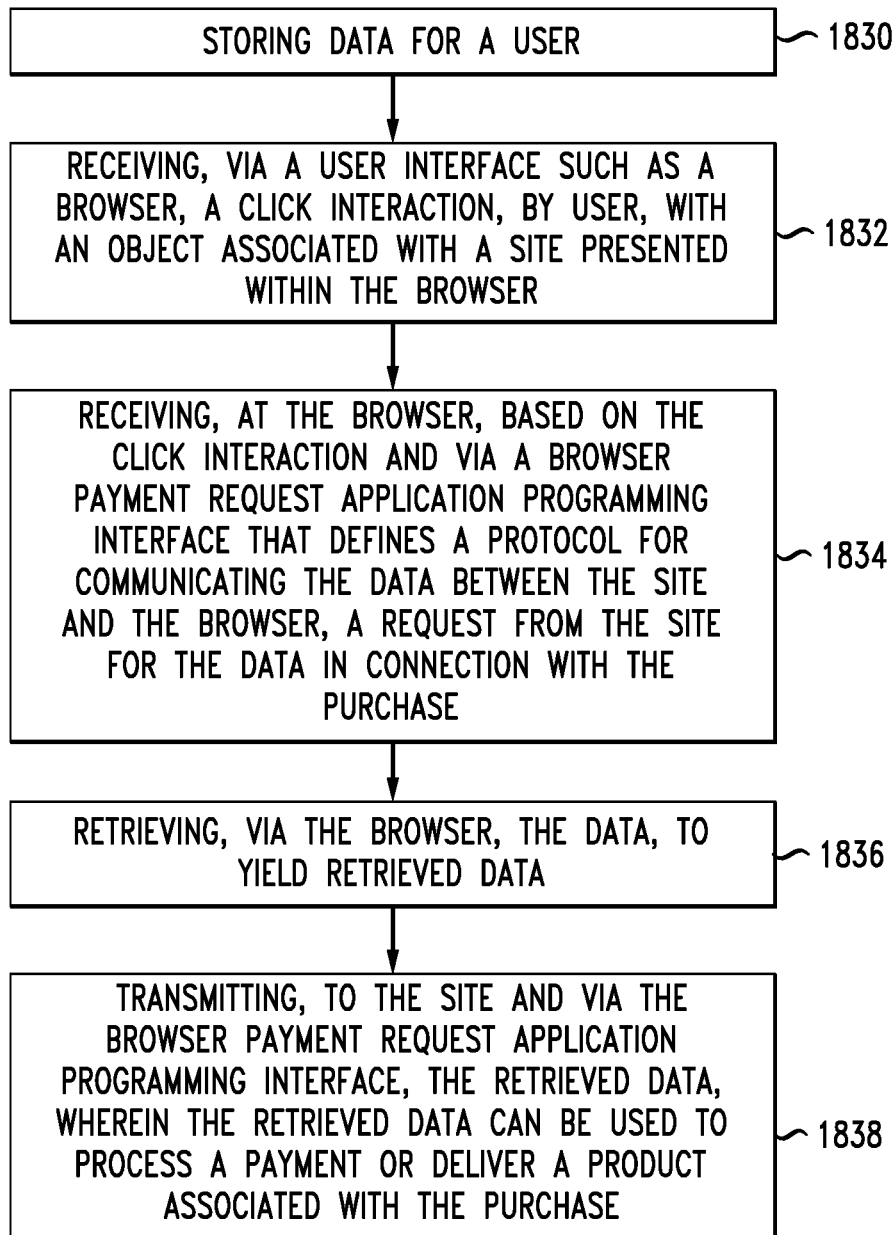 STORING DATA FOR A USER
1830
RECEIVING, VIA A USER INTERFACE SUCH AS A
BROWSER, A CLICK INTERACTION, BY USER, WITH
AN OBJECT ASSOCIATED WITH A SITE PRESENTED
WITHIN THE BROWSER
1832
RECEIVING, AT THE BROWSER, BASED ON THE
CLICK INTERACTION AND VIA A BROWSER
PAYMENT REQUEST APPLICATION PROGRAMMING
INTERFACE THAT DEFINES A PROTOCOL FOR
COMMUNICATING THE DATA BETWEEN THE SITE
AND THE BROWSER, A REQUEST FROM THE SITE
FOR THE DATA IN CONNECTION WITH THE
PURCHASE
1834
RETRIEVING, VIA THE BROWSER, THE DATA, TO
YIELD RETRIEVED DATA
1836
TRANSMITTING, TO THE SITE AND VIA THE
BROWSER PAYMENT REQUEST APPLICATION
PROGRAMMING INTERFACE, THE RETRIEVED DATA,
WHEREIN THE RETRIEVED DATA CAN BE USED TO
PROCESS A PAYMENT OR DELIVER A PRODUCT
ASSOCIATED WITH THE PURCHASE
1838